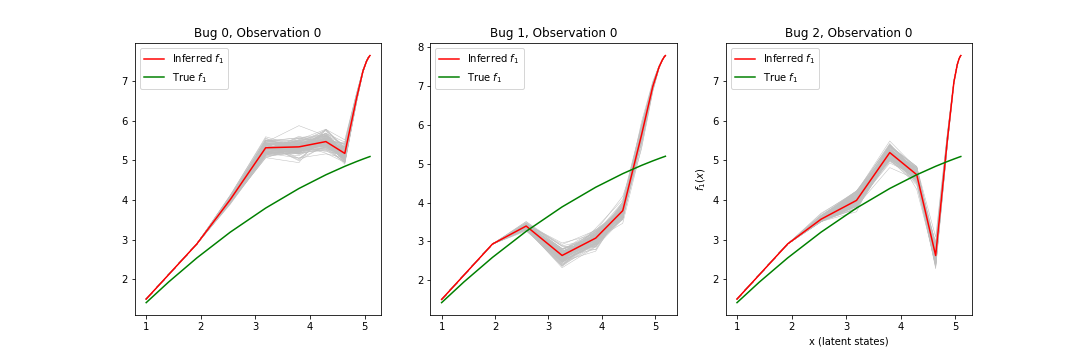 Bug 0, Observation 0
Inferred f₁
True f₁
7
6
5
4
3
2
1 2 3 4 5
Bug 1, Observation 0
Inferred f₁
True f₁
8
7
6
5
4
3
2
1 2 3 4 5
Bug 2, Observation 0
Inferred f₁
True f₁
f₁(x)
7
6
5
4
3
2
1 2 3 4 5
x (latent states)